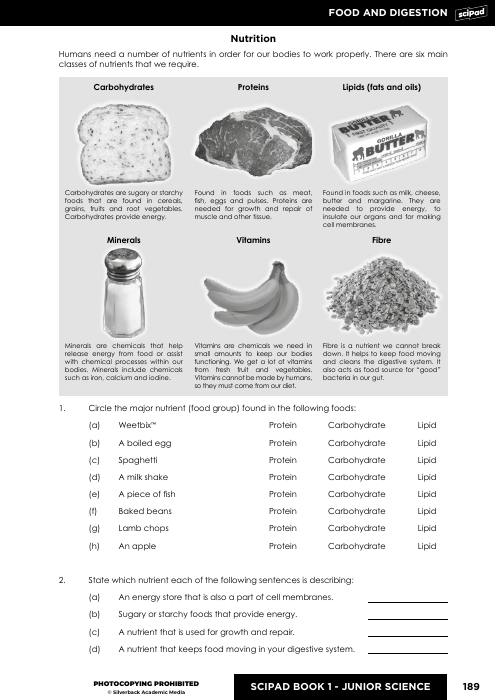 FOOD AND DIGESTION
scipad
Nutrition
Humans need a number of nutrients in order for our bodies to work properly. There are six main
classes of nutrients that we require.
Carbohydrates
Carbohydrates are sugary or starchy
foods that are found in cereals,
grains, fruits and root vegetables.
Carbohydrates provide energy.
Proteins
Found in foods such as meat,
fish, eggs and pulses. Proteins are
needed for growth and repair of
muscle and other tissue.
Lipids (fats and oils)
BUTTER
FIRST QUALITY
GORILLA
BUTTER
Found in foods such as milk, cheese,
butter and margarine. They are
needed to provide energy, to
insulate our organs and for making
cell membranes.
Minerals
Minerals are chemicals that help
release energy from food or assist
with chemical processes within our
bodies. Minerals include chemicals
such as iron, calcium and iodine.
Vitamins
Vitamins are chemicals we need in
small amounts to keep our bodies
functioning. We get a lot of vitamins
from fresh fruit and vegetables.
Vitamins cannot be made by humans,
so they must come from our diet.
Fibre
Fibre is a nutrient we cannot break
down. It helps to keep food moving
and cleans the digestive system. It
also acts as food source for “good”
bacteria in our gut.
1. Circle the major nutrient (food group) found in the following foods:
(a) Weetbix™ Protein Carbohydrate Lipid
(b) A boiled egg Protein Carbohydrate Lipid
(c) Spaghetti Protein Carbohydrate Lipid
(d) A milk shake Protein Carbohydrate Lipid
(e) A piece of fish Protein Carbohydrate Lipid
(f) Baked beans Protein Carbohydrate Lipid
(g) Lamb chops Protein Carbohydrate Lipid
(h) An apple Protein Carbohydrate Lipid
2. State which nutrient each of the following sentences is describing:
(a) An energy store that is also a part of cell membranes.
(b) Sugary or starchy foods that provide energy.
(c) A nutrient that is used for growth and repair.
(d) A nutrient that keeps food moving in your digestive system.
PHOTOCOPYING PROHIBITED
© Silverback Academic Media
SCIPAD BOOK 1 - JUNIOR SCIENCE
189